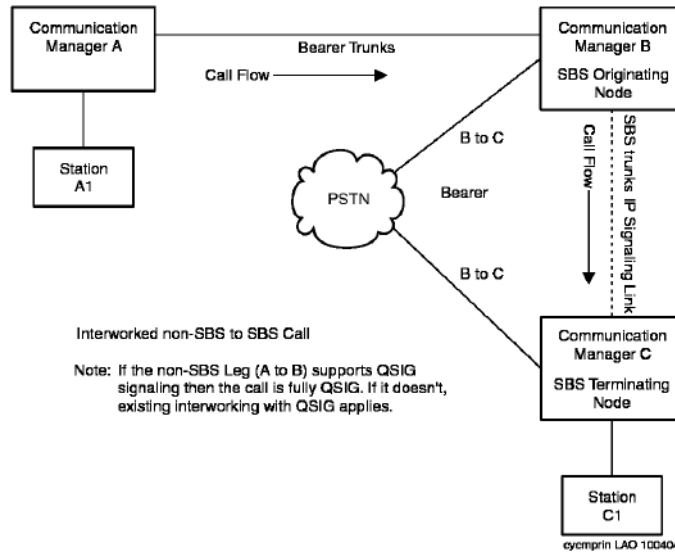 Communication
Manager A
Bearer Trunks
Communication
Manager B
SBS Originating
Node
Call Flow
Station
A1
B to C
SBS trunks IP Signaling Link
Call Flow
PSTN
Bearer
B to C
Interworked non-SBS to SBS Call
Note: If the non-SBS Leg (A to B) supports QSIG
signaling then the call is fully QSIG. If it doesn't,
existing interworking with QSIG applies.
Communication
Manager C
SBS Terminating
Node
Station
C1
cycmprin LAO 10040